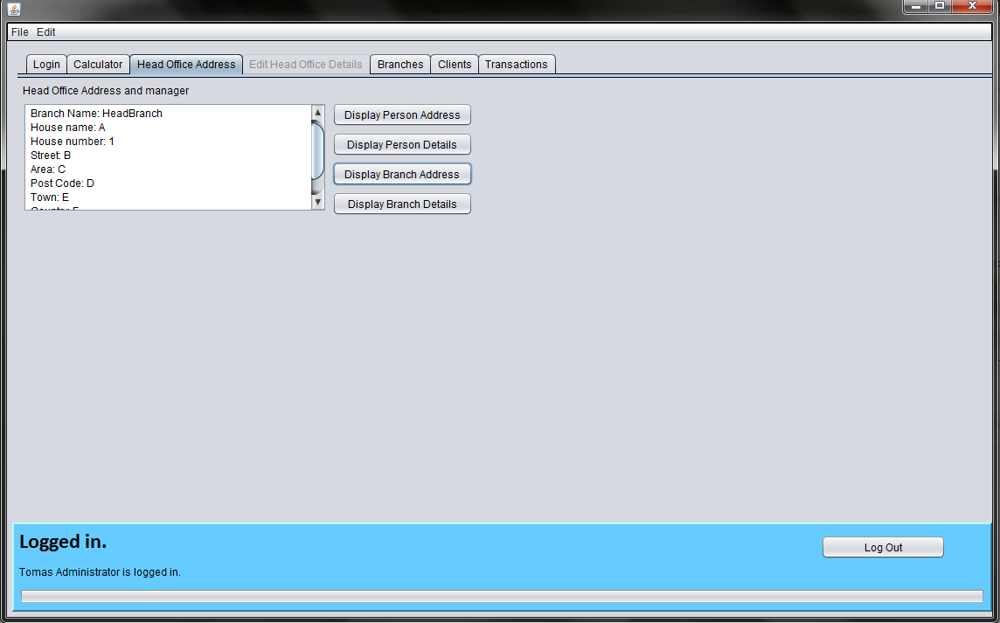 File Edit
Login Calculator Head Office Address Edit Head Office Details Branches Clients Transactions
Head Office Address and manager
Branch Name: HeadBranch
House name: A
House number: 1
Street: B
Area: C
Post Code: D
Town: E
Display Person Address
Display Person Details
Display Branch Address
Display Branch Details
Logged in.
Tomas Administrator is logged in.
Log Out